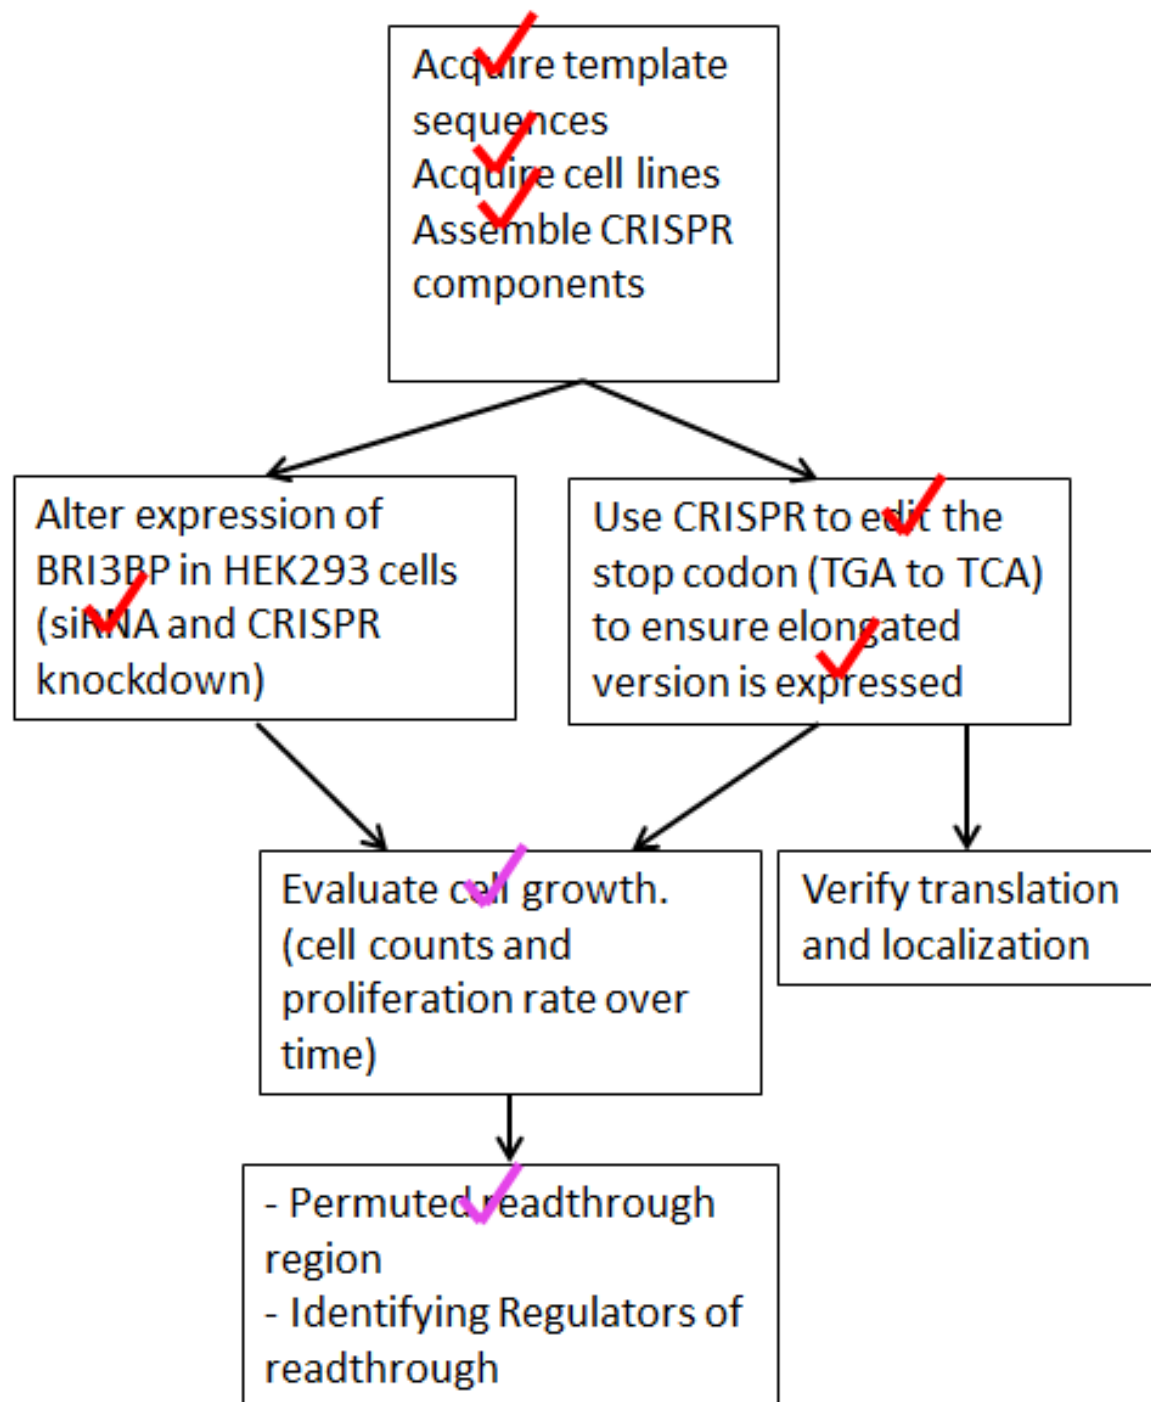 Acquire template
sequences
Acquire cell lines
Assemble CRISPR
components
Alter expression of
BRI3BP in HEK293 cells
(siRNA and CRISPR
knockdown)
Use CRISPR to edit the
stop codon (TGA to TCA)
to ensure elongated
version is expressed
Evaluate cell growth.
(cell counts and
proliferation rate over
time)
Verify translation
and localization
- Permuted readthrough
region
- Identifying Regulators of
readthrough